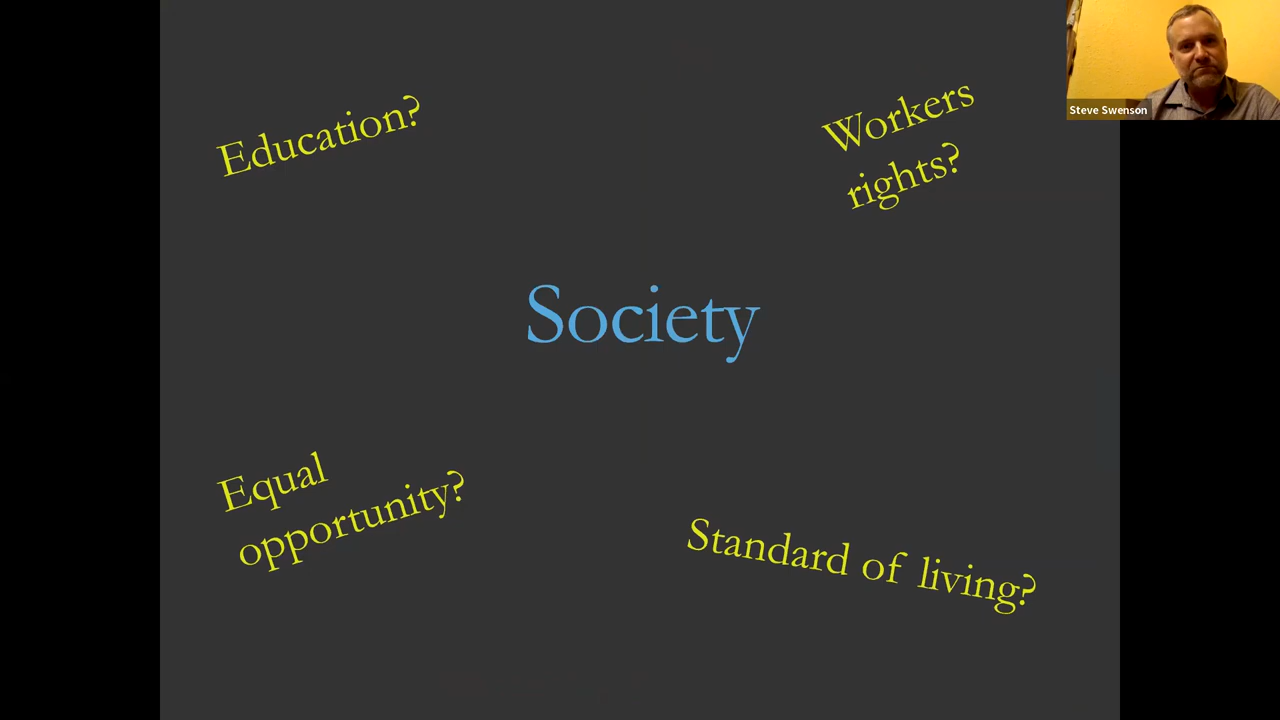 Education?
Workers
rights?
Steve Swenson
Society
Equal
opportunity?
Standard of living?